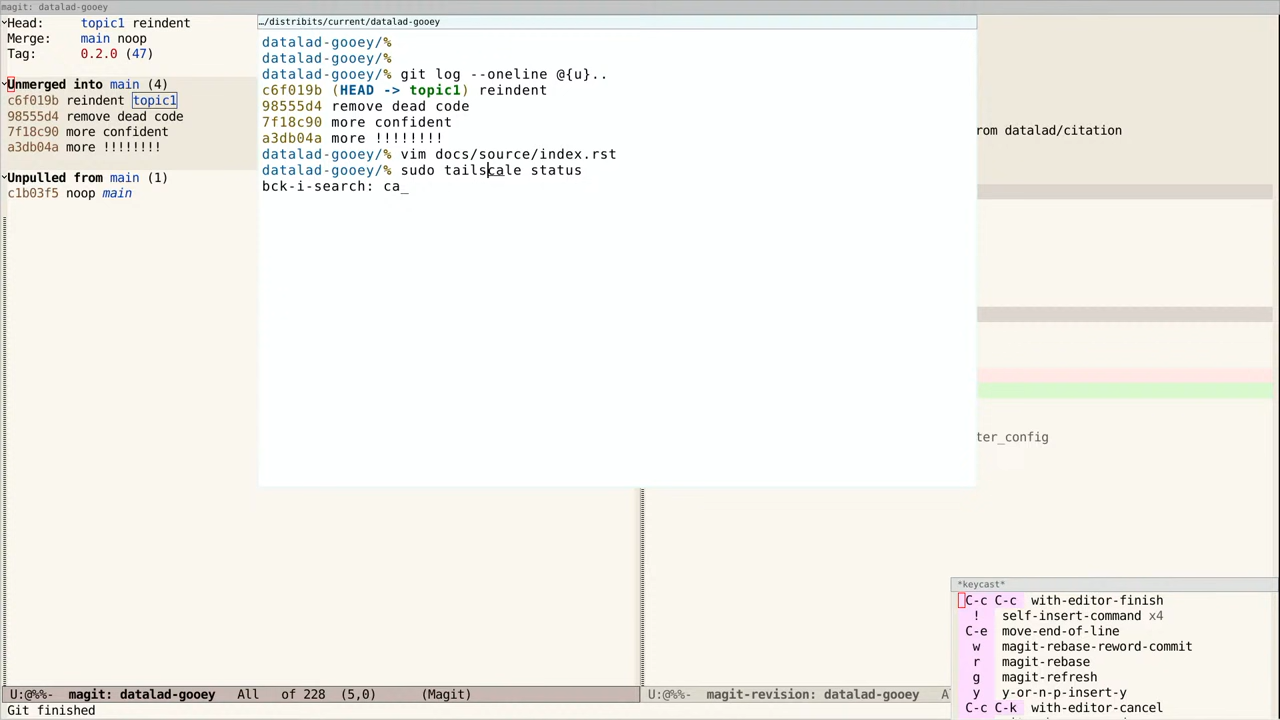 magit: datalad-gooey
Head:     topic1 reindent
Merge:    main noop
Tag:      0.2.0 (47)
Unmerged into main (4)
c6f019b reindent topic1
98555d4 remove dead code
7f18c90 more confident
a3db04a more !!!!!!!!
Unpulled from main (1)
c1b03f5 noop main
…/distribits/current/datalad-gooey
datalad-gooey/%
datalad-gooey/%
datalad-gooey/% git log --oneline @{u}..
c6f019b (HEAD -> topic1) reindent
98555d4 remove dead code
7f18c90 more confident
a3db04a more !!!!!!!!
datalad-gooey/% vim docs/source/index.rst
datalad-gooey/% sudo tailscale status
bck-i-search: ca_
om datalad/citation
ter_config
*keycast*
C-c C-c  with-editor-finish
!  self-insert-command x4
C-e  move-end-of-line
w  magit-rebase-reword-commit
r  magit-rebase
g  magit-refresh
y  y-or-n-p-insert-y
C-c C-k  with-editor-cancel
U:@%%-  magit: datalad-gooey   All   of 228  (5,0)      (Magit)
U:@%%-  magit-revision: datalad-gooey   A
Git finished